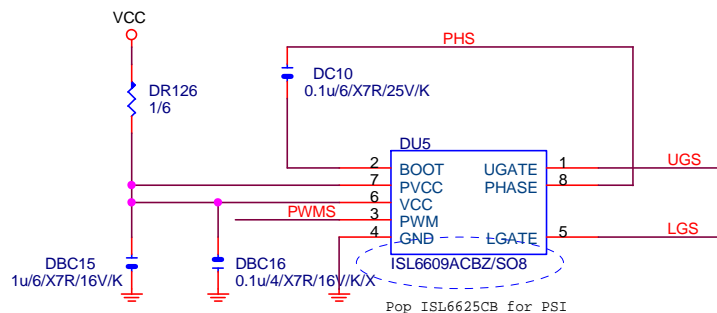 VCC
PHS
DR126
1/6
DC10
0.1u/6/X7R/25V/K
DU5
2 BOOT UGATE 1 UGS
7 PVCC PHASE 8
6 VCC
PWMS 3 PWM
4 GND LGATE 5 LGS
ISL6609ACBZ/SO8
DBC15
1u/6/X7R/16V/K
DBC16
0.1u/4/X7R/16V/K/X
Pop ISL6625CB for PSI